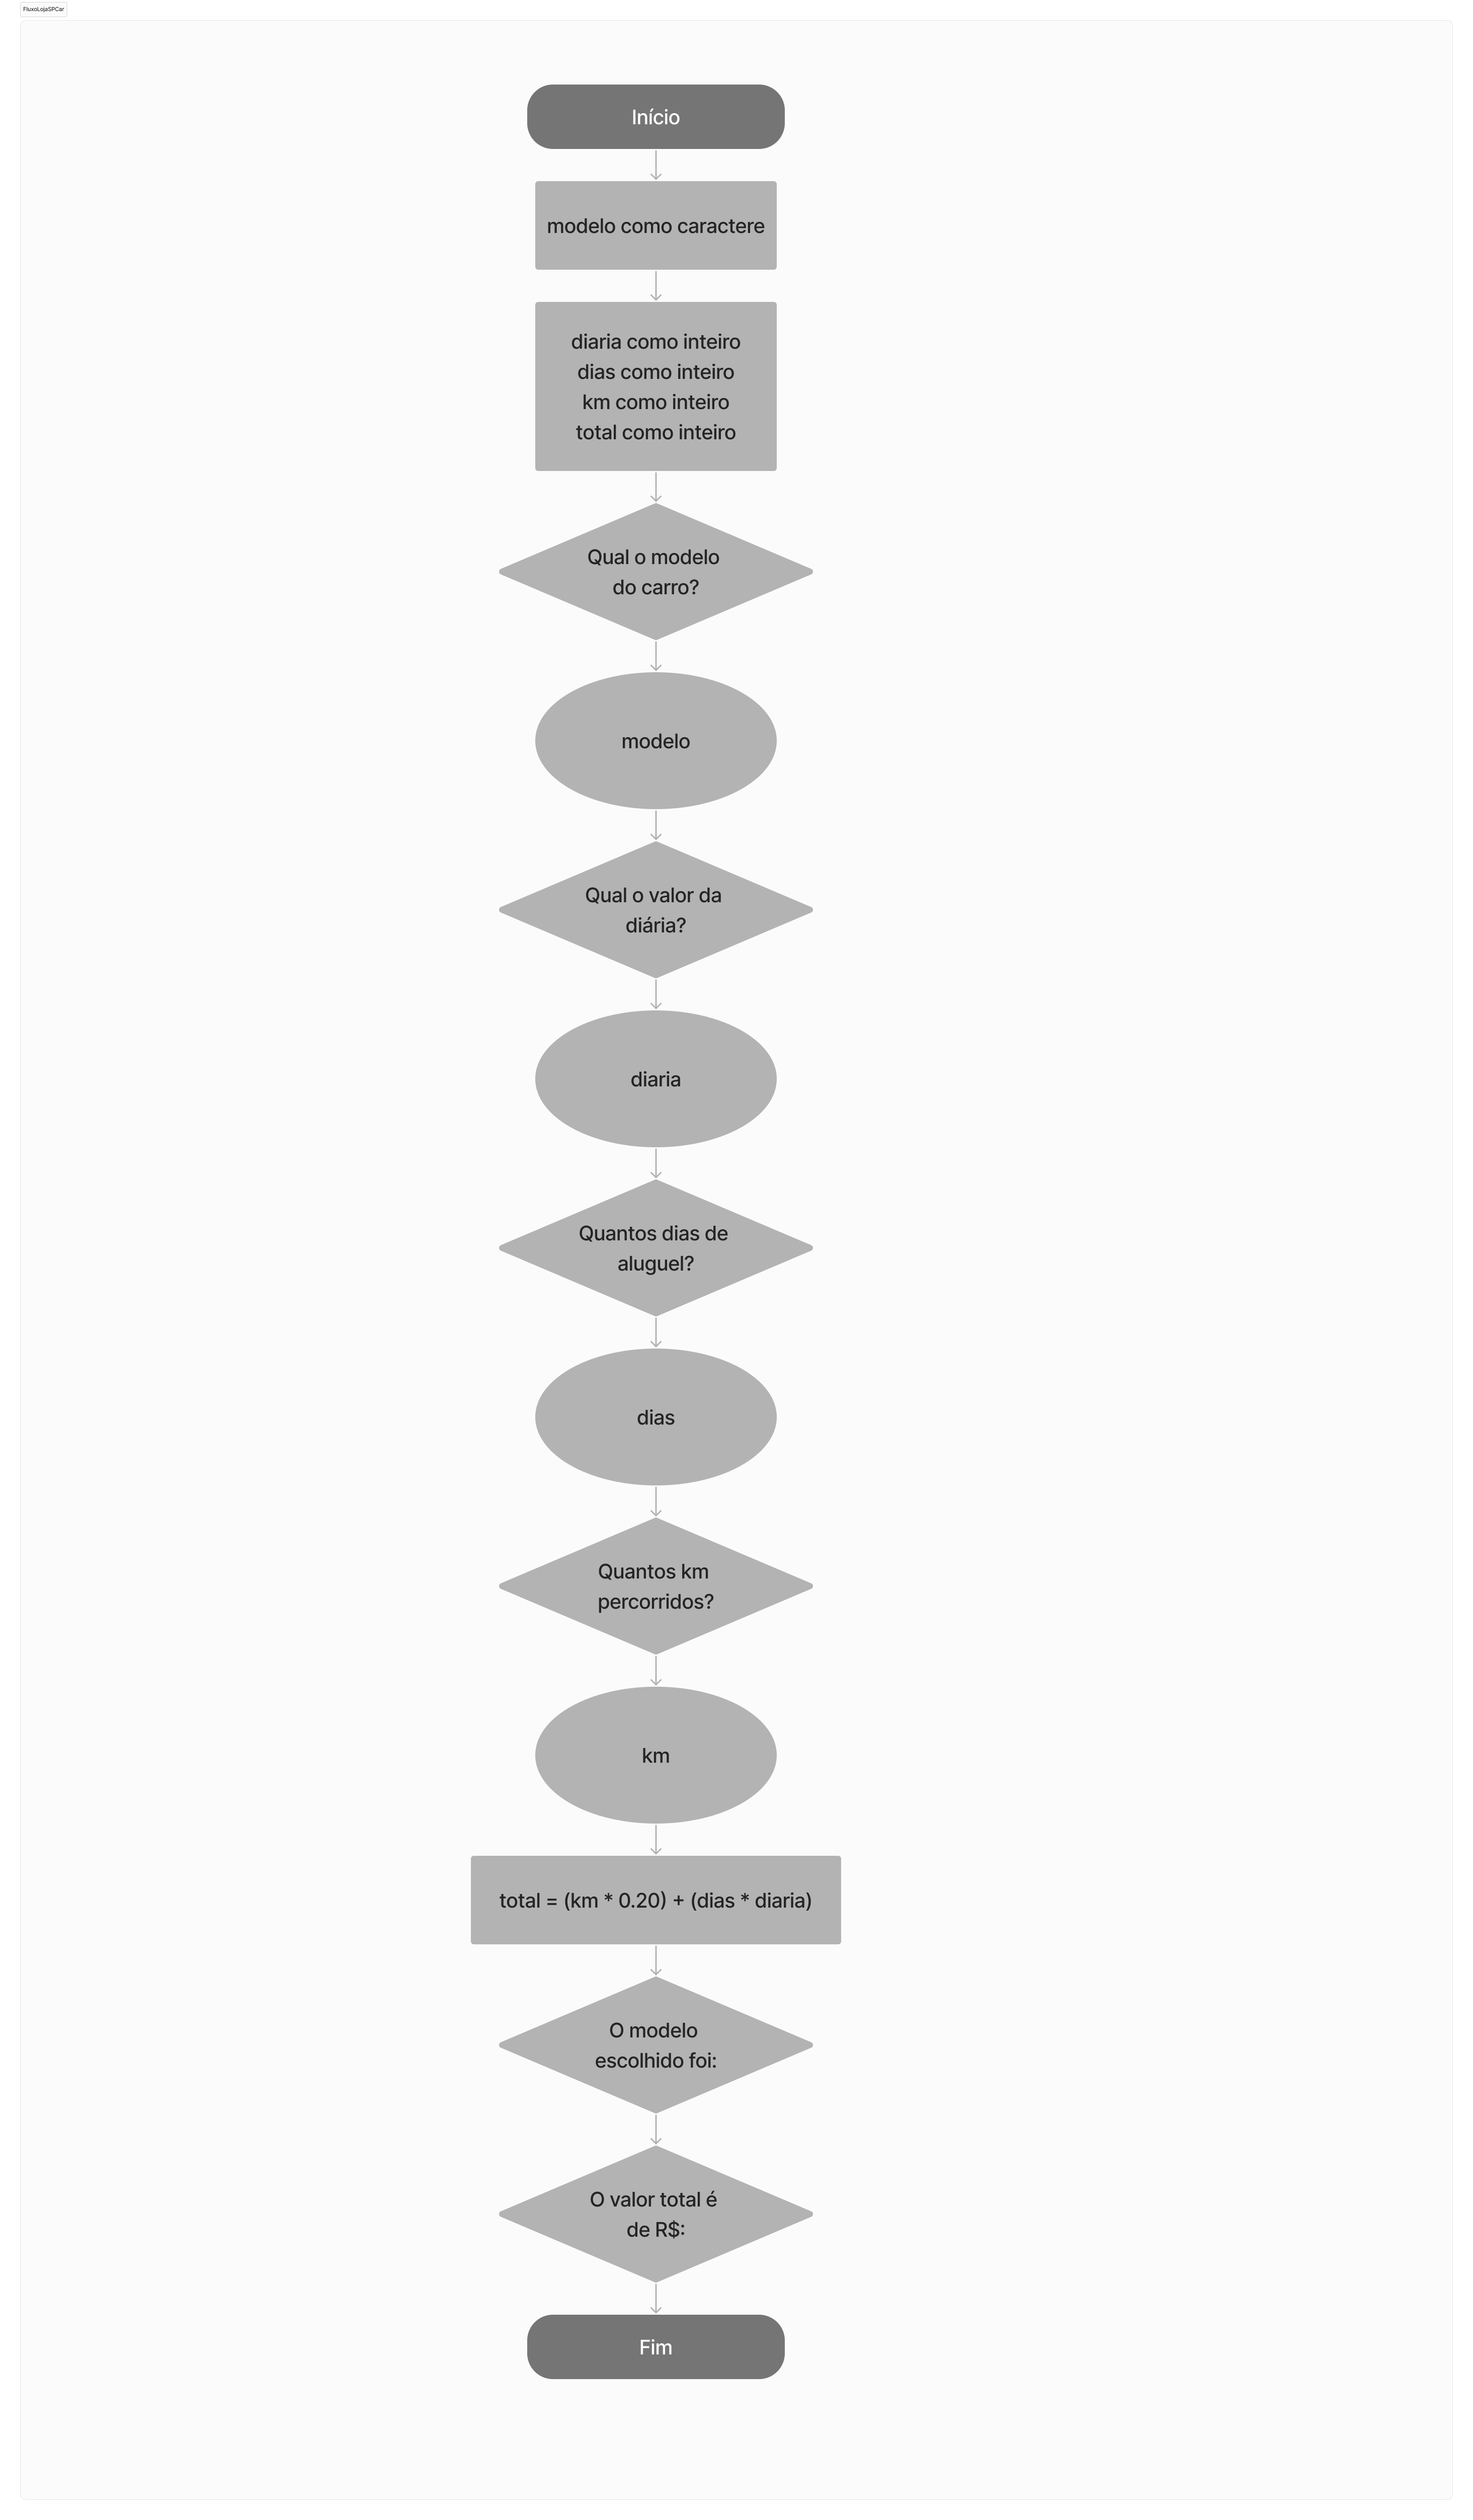 FluxoLojaSPCar
Início
modelo como caractere
diaria como inteiro
dias como inteiro
km como inteiro
total como inteiro
Qual o modelo
do carro?
modelo
Qual o valor da
diária?
diaria
Quantos dias de
aluguel?
dias
Quantos km
percorridos?
km
total = (km * 0.20) + (dias * diaria)
O modelo
escolhido foi:
O valor total é
de R$:
Fim